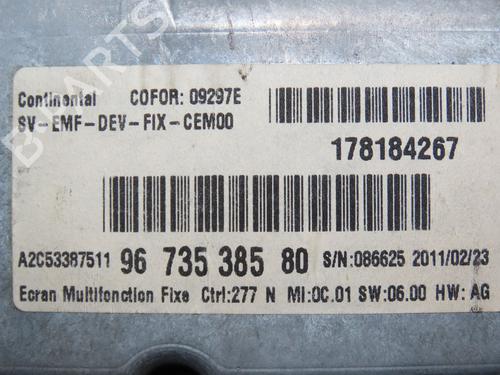 Continental COFOR: 09297E
SV-EMF-DEV-FIX-CEM00
178184267
A2C53387511 96 735 385 80 S/N:086625 2011/02/23
Ecran Multifonction Fixe Ctrl:277 N MI:0C.01 SW:06.00 HW: AG